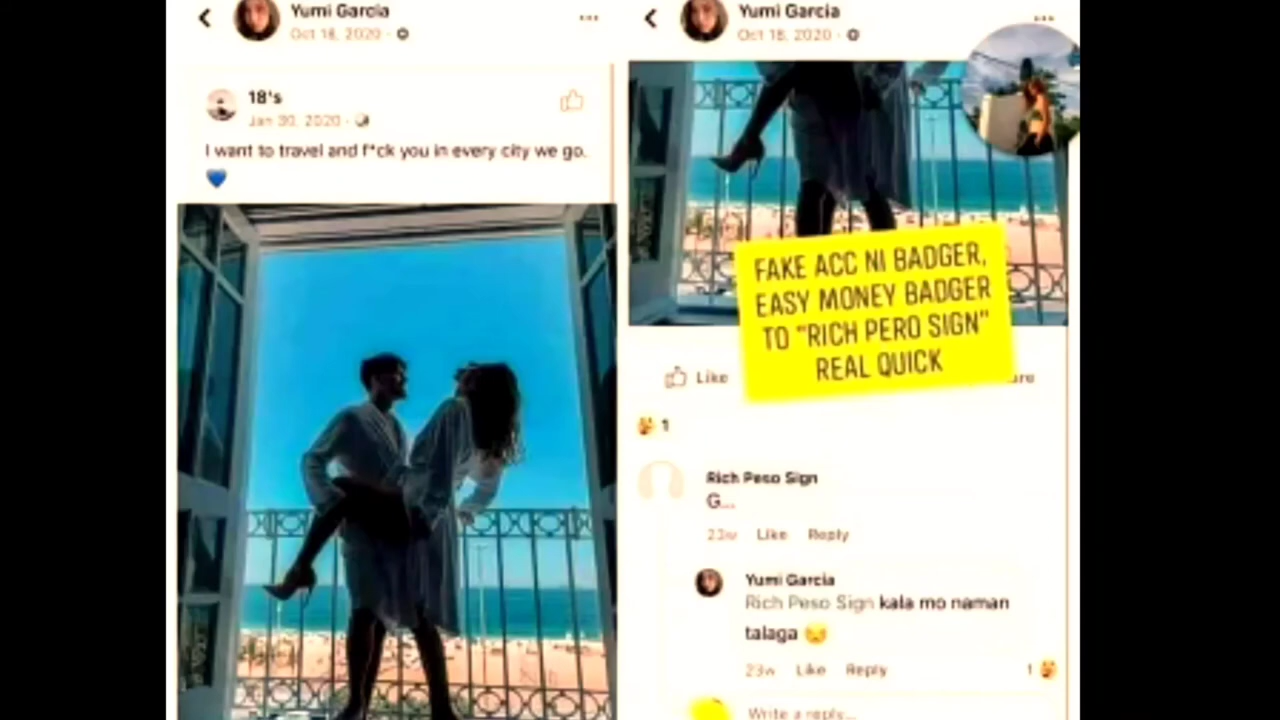 Yumi Garcia
Oct 18, 2020
18's
Jan 30, 2020
I want to travel and f*ck you in every city we go.
Yumi Garcia
Oct 18, 2020
FAKE ACC NI BADGER,
EASY MONEY BADGER
TO "RICH PERO SIGN"
REAL QUICK
Like
1
Rich Peso Sign
G...
23w Like Reply
Yumi Garcia
Rich Peso Sign kala mo naman
talaga
23w Like Reply 1
Write a reply...